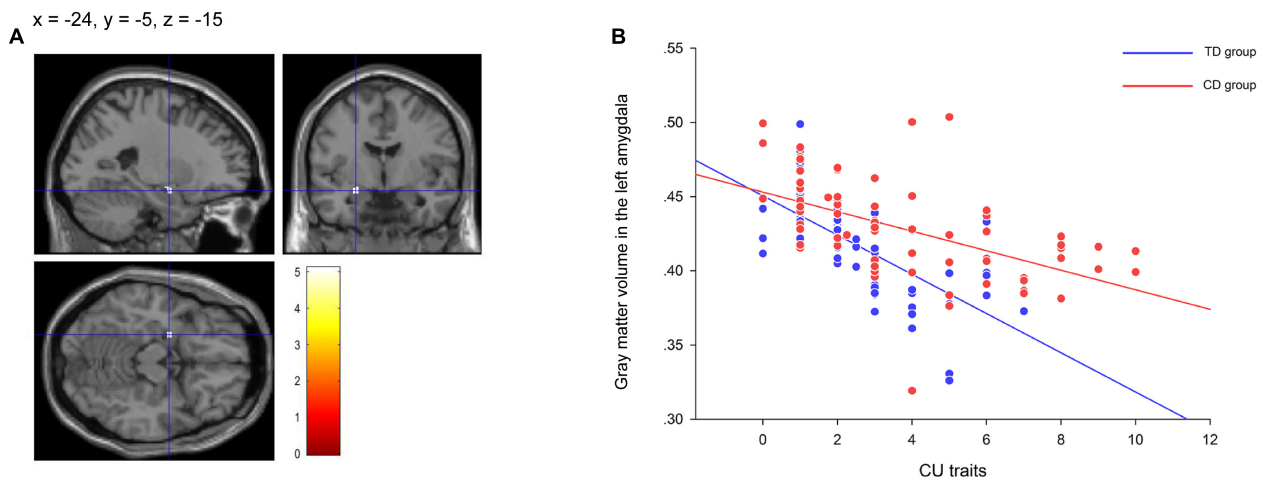 x = -24, y = -5, z = -15
A
5
4
3
2
1
0
B
TD group
CD group
Gray matter volume in the left amygdala
.55
.50
.45
.40
.35
.30
0 2 4 6 8 10 12
CU traits